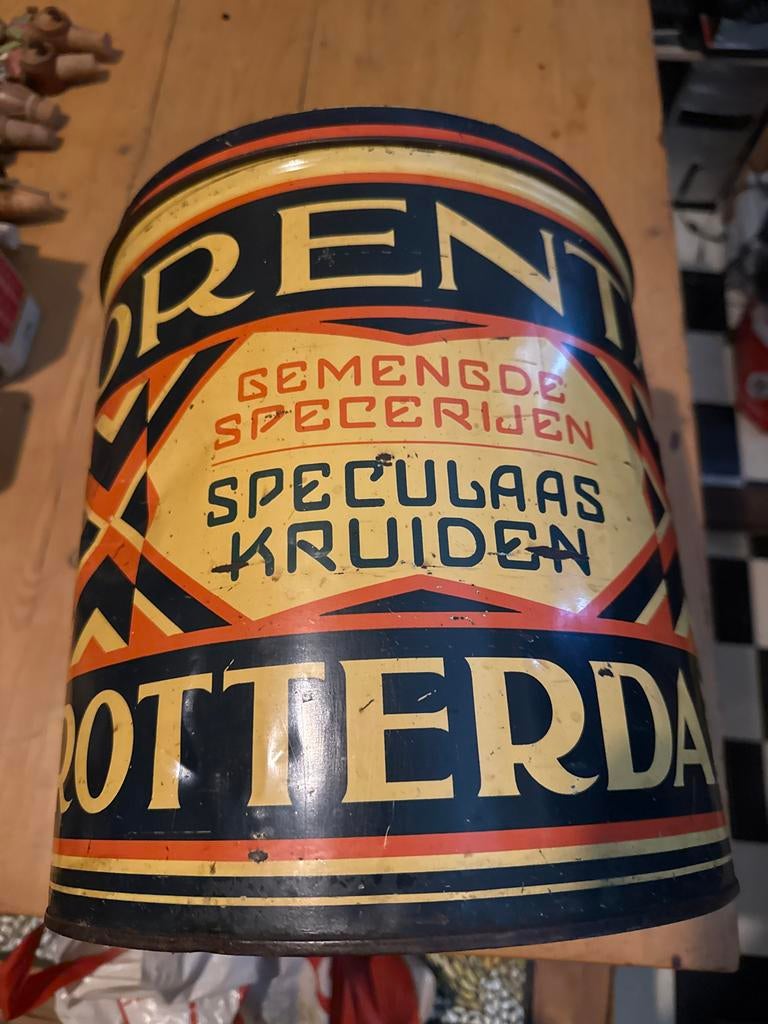 ORENT
GEMENGDE
SPECERIJEN
SPECULAAS
KRUIDEN
ROTTERDA